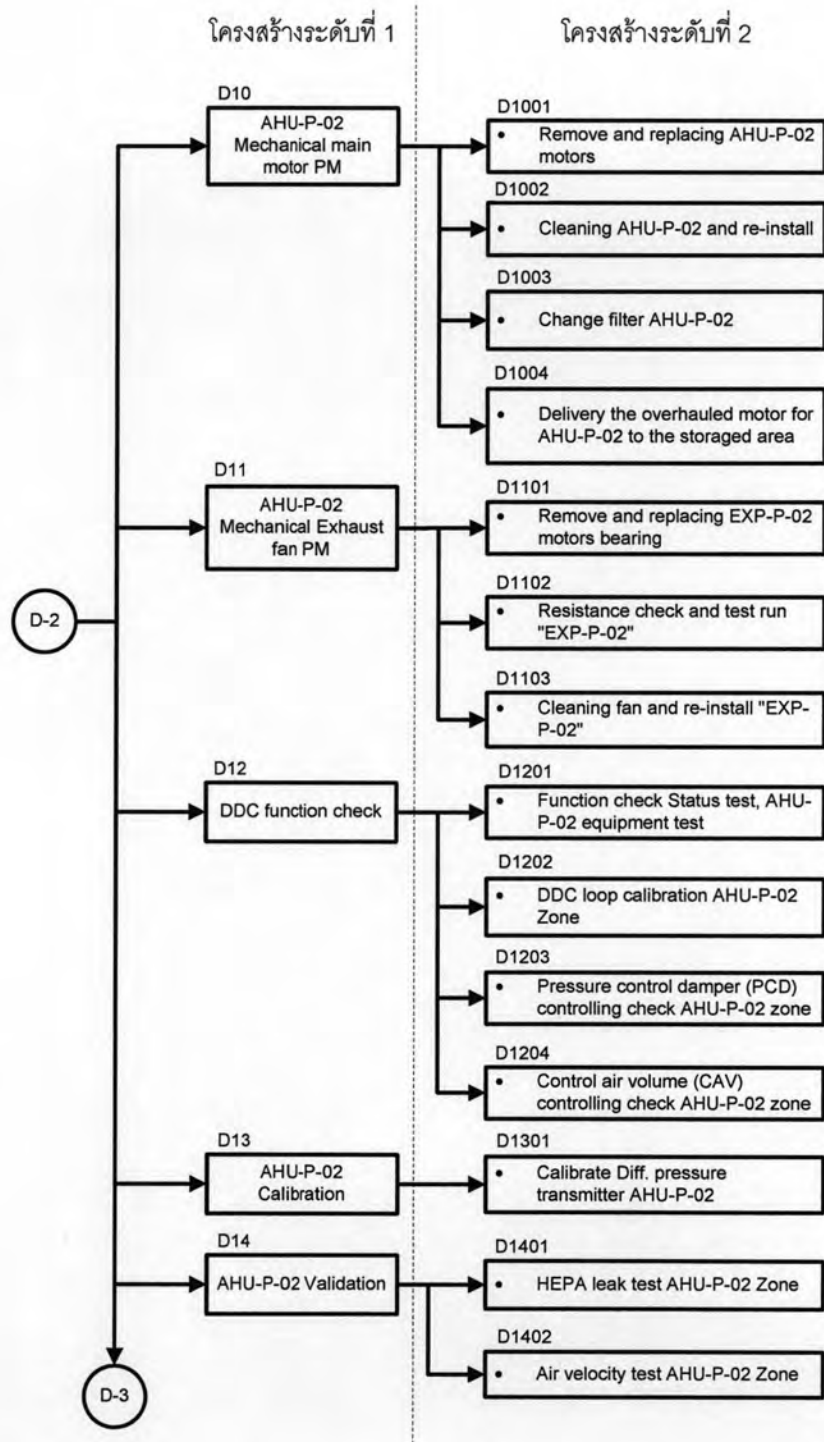 โครงสร้างระดับที่ 1
โครงสร้างระดับที่ 2
D10
AHU-P-02
Mechanical main
motor PM
D1001
• Remove and replacing AHU-P-02
motors
D1002
• Cleaning AHU-P-02 and re-install
D1003
• Change filter AHU-P-02
D1004
• Delivery the overhauled motor for
AHU-P-02 to the storaged area
D11
AHU-P-02
Mechanical Exhaust
fan PM
D1101
• Remove and replacing EXP-P-02
motors bearing
D1102
• Resistance check and test run
"EXP-P-02"
D1103
• Cleaning fan and re-install "EXP-
P-02"
D-2
D12
DDC function check
D1201
• Function check Status test, AHU-
P-02 equipment test
D1202
• DDC loop calibration AHU-P-02
Zone
D1203
• Pressure control damper (PCD)
controlling check AHU-P-02 zone
D1204
• Control air volume (CAV)
controlling check AHU-P-02 zone
D13
AHU-P-02
Calibration
D1301
• Calibrate Diff. pressure
transmitter AHU-P-02
D14
AHU-P-02 Validation
D1401
• HEPA leak test AHU-P-02 Zone
D1402
• Air velocity test AHU-P-02 Zone
D-3